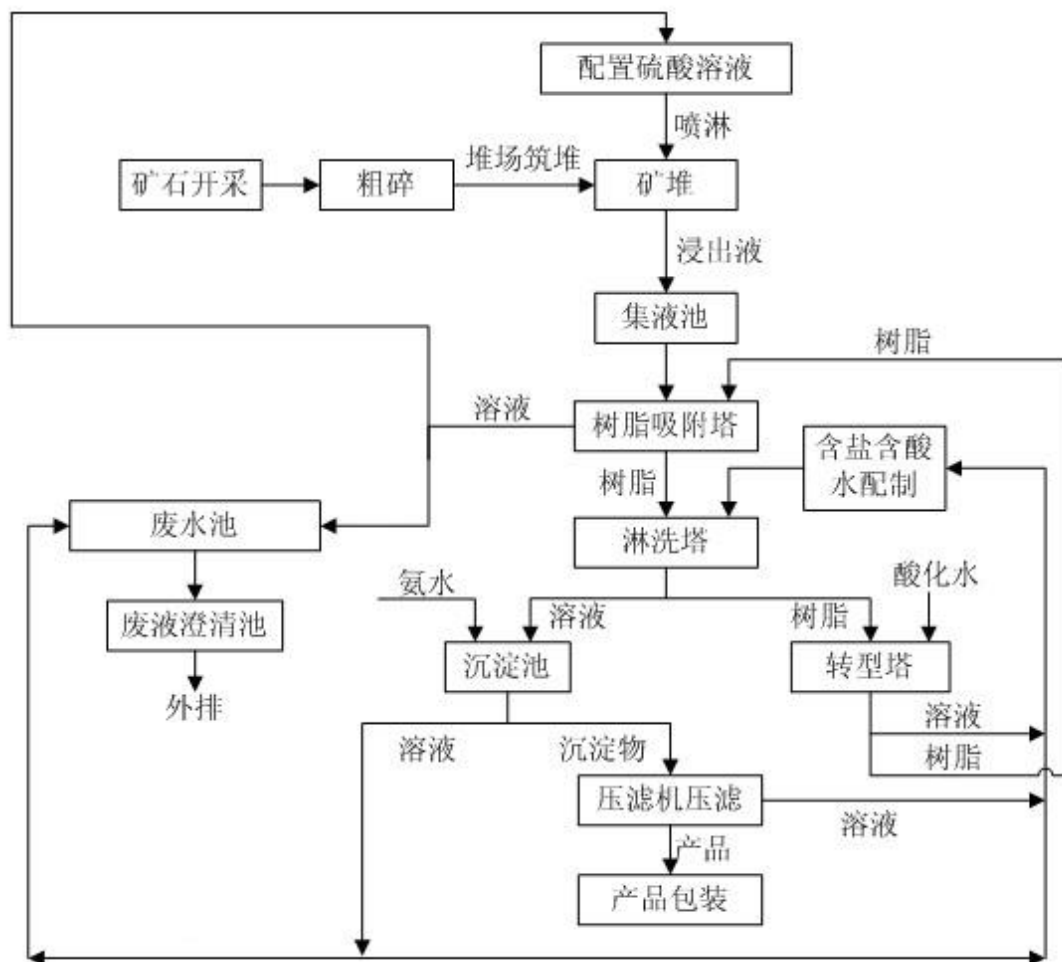 配置硫酸溶液
喷淋
堆场筑堆
矿石开采
粗碎
矿堆
浸出液
集液池
树脂
溶液
树脂吸附塔
含盐含酸
水配制
树脂
废水池
淋洗塔
氨水
酸化水
溶液
树脂
废液澄清池
沉淀池
转型塔
外排
溶液
溶液
沉淀物
树脂
压滤机压滤
溶液
产品
产品包装